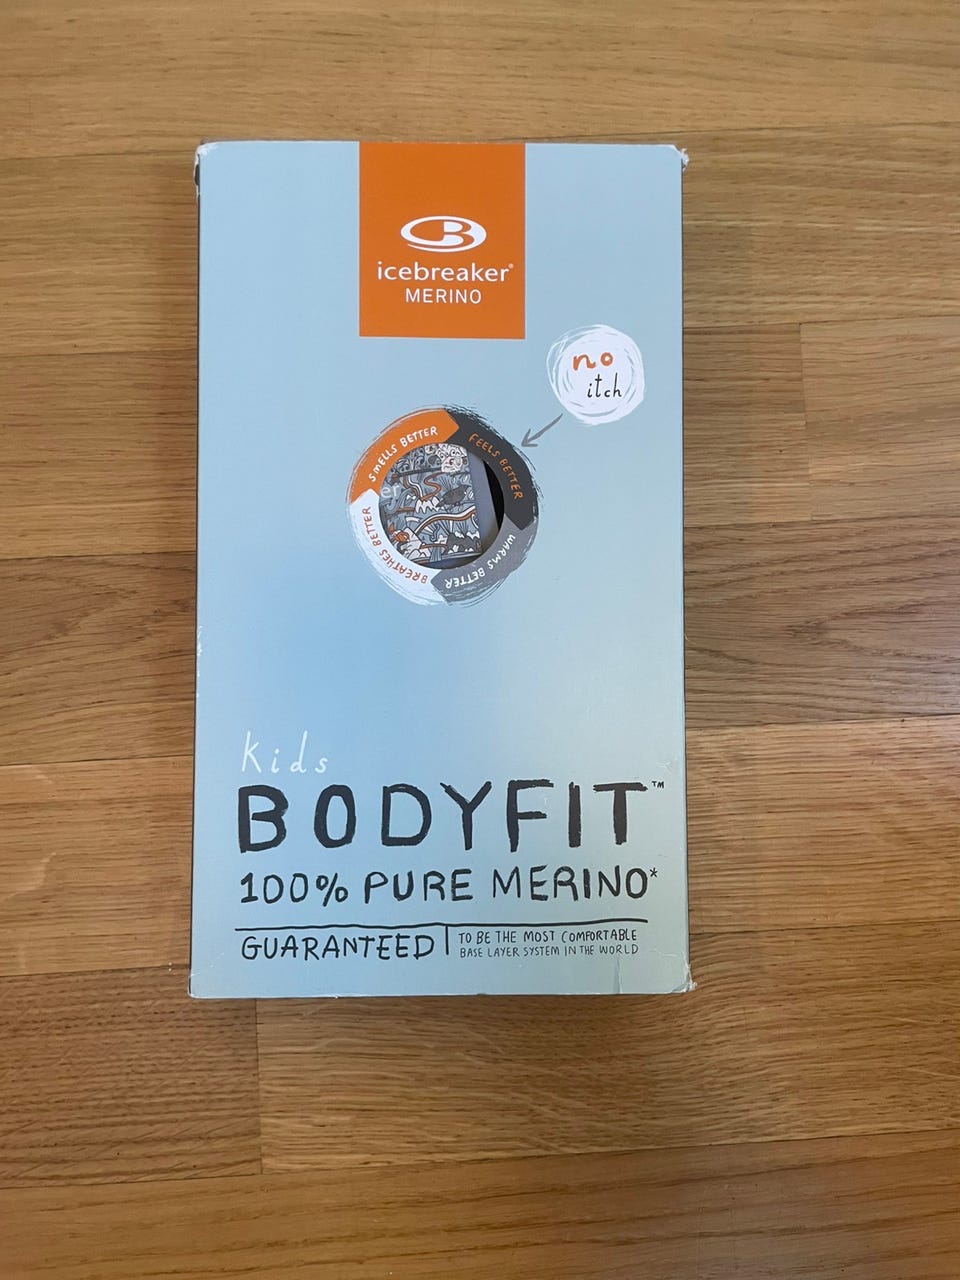 icebreaker®
MERINO
no
itch
SMELLS BETTER
FEELS BETTER
WARMS BETTER
BREATHES BETTER
er
Kids
BODYFIT™
100% PURE MERINO*
GUARANTEED
TO BE THE MOST COMFORTABLE
BASE LAYER SYSTEM IN THE WORLD